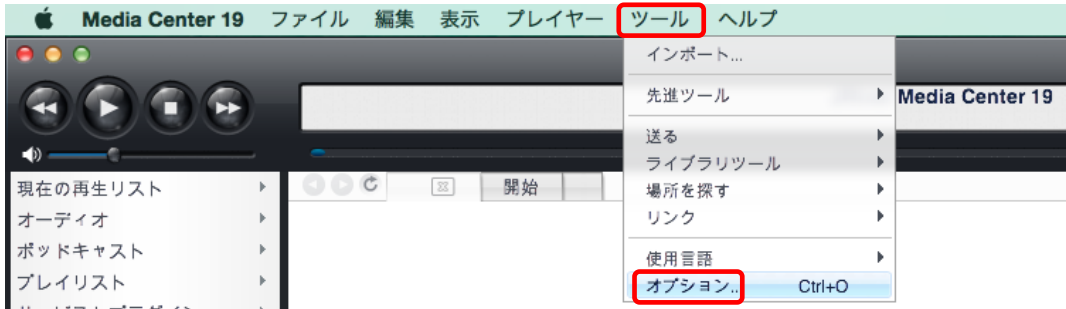 Media Center 19 ファイル 編集 表示 プレイヤー ツール ヘルプ
インポート...
先進ツール
Media Center 19
送る
ライブラリツール
場所を探す
リンク
使用言語
オプション... Ctrl+O
開始
現在の再生リスト
オーディオ
ポッドキャスト
プレイリスト